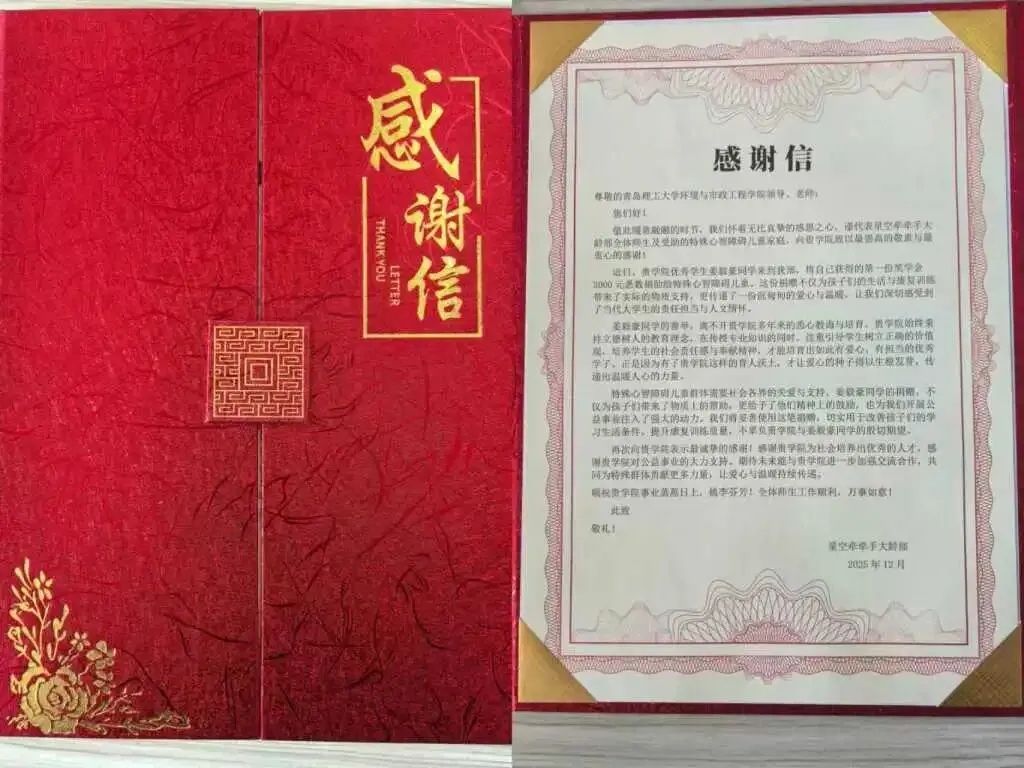 感谢信
THANK YOU
LETTER
感谢信
尊敬的青岛理工大学环境与市政工程学院领导、老师：
您们好！
值此暖意融融的时节，我们怀着无比真挚的感恩之心，谨代表星空牵牵手大
龄部全体师生及受助的特殊心智障碍儿童家庭，向贵学院致以最崇高的敬意与最
衷心的感谢！
近日，贵学院优秀学生姜毅豪同学来到我部，将自己获得的第一份奖学金
3000元悉数捐助给特殊心智障碍儿童。这份捐赠不仅为孩子们的生活与康复训练
带来了实际的物质支持，更传递了一份沉甸甸的爱心与温暖，让我们深切感受到
了当代大学生的责任担当与人文情怀。
姜毅豪同学的善举，离不开贵学院多年来的悉心教诲与培育。贵学院始终秉
持立德树人的教育理念，在传授专业知识的同时，注重引导学生树立正确的价值
观，培养学生的社会责任感与奉献精神，才能培育出如此有爱心、有担当的优秀
学子。正是因为有了贵学院这样的育人沃土，才让爱心的种子得以生根发芽，传
递出温暖人心的力量。
特殊心智障碍儿童群体需要社会各界的关爱与支持，姜毅豪同学的捐赠，不
仅为孩子们带来了物质上的帮助，更给予了他们精神上的鼓励，也为我们开展公
益事业注入了强大的动力。我们将妥善使用这笔捐赠，切实用于改善孩子们的学
习生活条件、提升康复训练质量，不辜负贵学院与姜毅豪同学的殷切期望。
再次向贵学院表示最诚挚的感谢！感谢贵学院为社会培养出优秀的人才，感
谢贵学院对公益事业的大力支持。期待未来能与贵学院进一步加强交流合作，共
同为特殊群体贡献更多力量，让爱心与温暖持续传递。
顺祝贵学院事业蒸蒸日上，桃李芬芳！全体师生工作顺利，万事如意！
此致
敬礼！
星空牵牵手大龄部
2025年12月